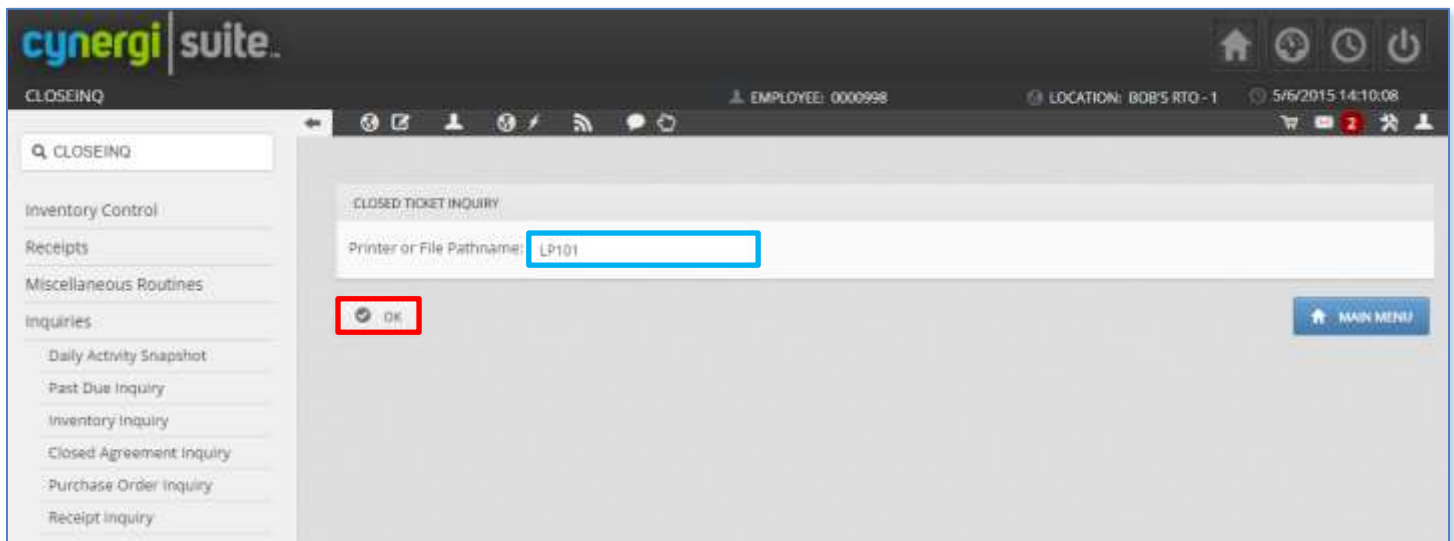 cynergi suite
CLOSEINQ
EMPLOYEE: 0000998
LOCATION: BOB'S RTO - 1
5/6/2015 14:10:08
2
CLOSEINQ
Inventory Control
Receipts
Miscellaneous Routines
Inquiries
Daily Activity Snapshot
Past Due Inquiry
Inventory Inquiry
Closed Agreement Inquiry
Purchase Order Inquiry
Receipt Inquiry
CLOSED TICKET INQUIRY
Printer or File Pathname: LP101
OK
MAIN MENU